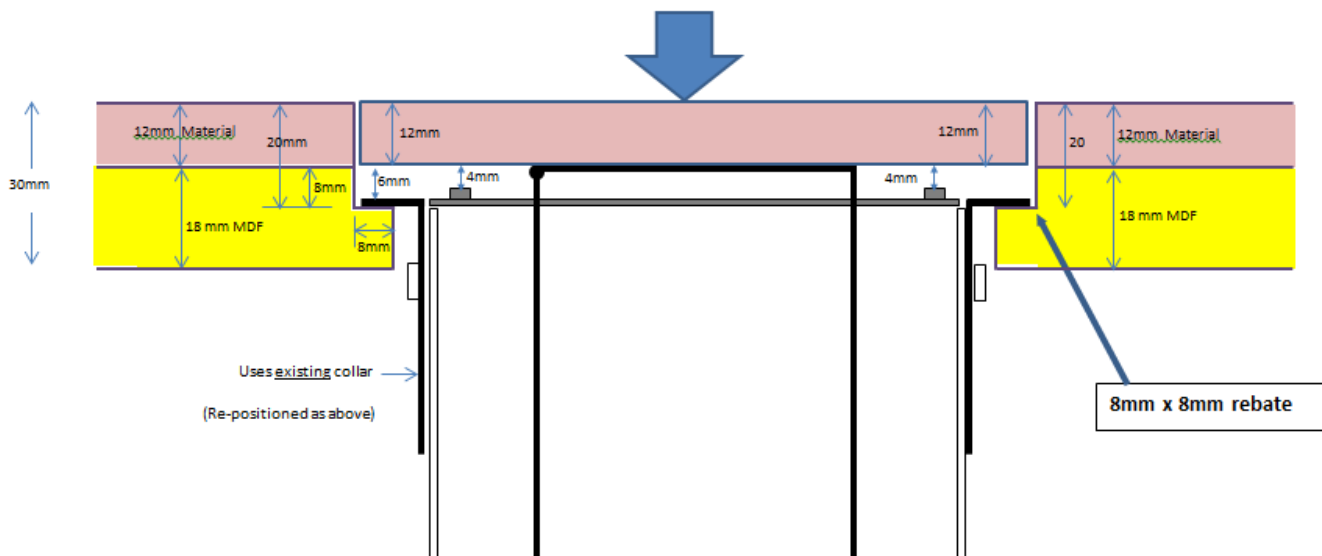 12mm Material
20mm
12mm
12mm
20
12mm Material
30mm
8mm
6mm
4mm
4mm
18 mm MDF
8mm
18 mm MDF
Uses existing collar
(Re-positioned as above)
8mm x 8mm rebate